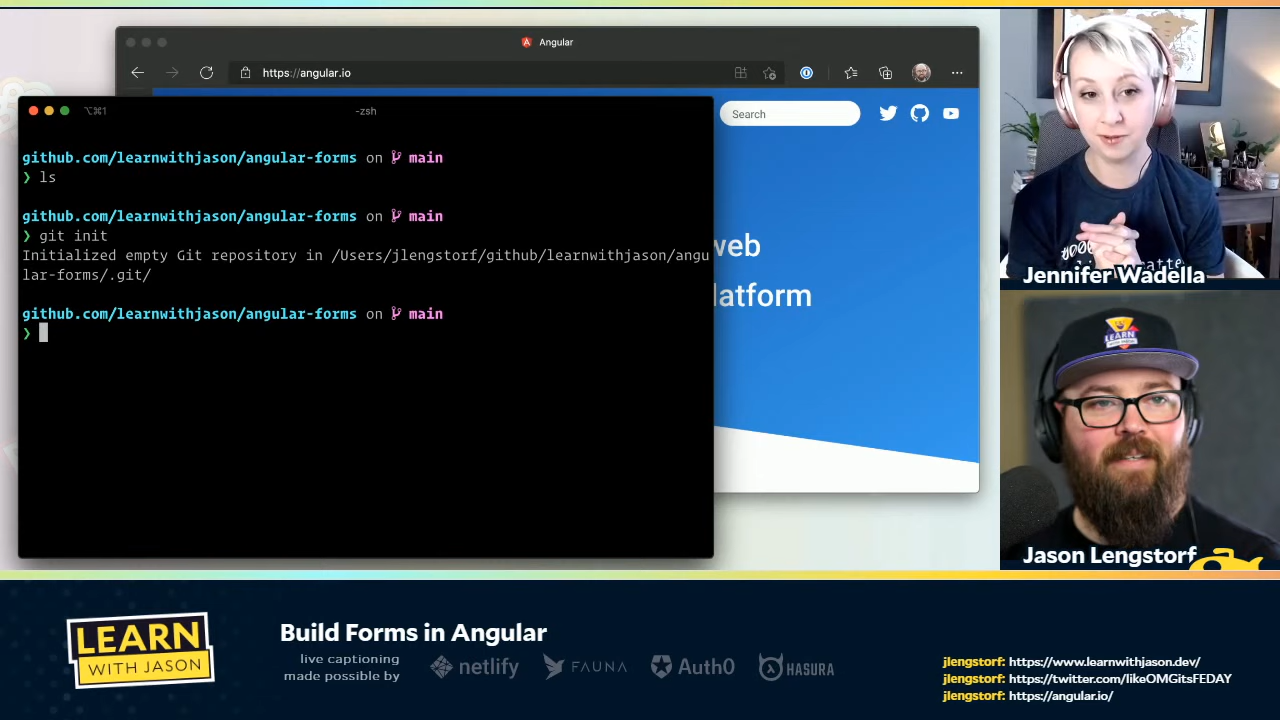 Angular
https://angular.io
⌥⌘1
-zsh
Search
github.com/learnwithjason/angular-forms on main
❯ ls
github.com/learnwithjason/angular-forms on main
❯ git init
Initialized empty Git repository in /Users/jlengstorf/github/learnwithjason/angu
lar-forms/.git/
github.com/learnwithjason/angular-forms on main
❯
web
latform
Jennifer Wadella
LEARN
Jason Lengstorf
LEARN
WITH JASON
Build Forms in Angular
live captioning
made possible by
netlify
FAUNA
Auth0
HASURA
jlengstorf: https://www.learnwithjason.dev/
jlengstorf: https://twitter.com/likeOMGitsFEDAY
jlengstorf: https://angular.io/